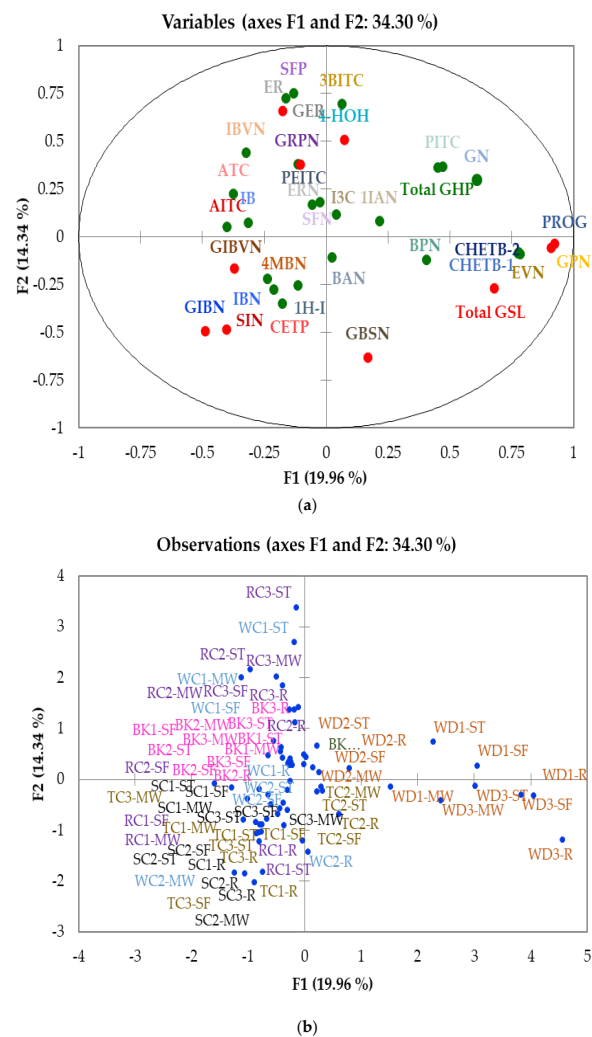 Variables (axes F1 and F2: 34.30 %)
1
SFP
3BITC
0.75
ER
GER
4-HOH
IBVN
GRPN
PITC
0.5
GN
ATC
PEITC
Total GHP
0.25
ERN
I3C 1IAN
IB
AITC
SFN
PROG
0
GIBVN
BPN
CHETB-2
4MBN
BAN
CHETB-1
GPN
EVN
-0.25
GIBN
IBN
1H-I
Total GSL
SIN
CETP
GBSN
-0.5
-0.75
-1
-1 -0.75 -0.5 -0.25 0 0.25 0.5 0.75 1
F2 (14.34 %)
F1 (19.96 %)
(a)
Observations (axes F1 and F2: 34.30 %)
4
RC3-ST
3
WC1-ST
RC2-ST
RC3-MW
2
WC1-MW
RC2-MW
RC3-SF
RC3-R
WC1-SF
BK3-R
1
BK1-SF
BK2-MW
BK3-ST
RC2-R
WD2-ST
WD1-ST
BK3-MW
BK1-ST
BK...
WD2-R
BK2-ST
BK1-MW
WD2-SF
WD1-SF
RC2-SF
BK2-SF
BK3-SF
WC1-R
WD2-MW
WD1-R
BK2-R
0
TC3-MW
SC1-SF
WC2-ST
TC2-MW
WD1-MW
WD3-ST
SC1-MW
WC2-SF
TC2-ST
WD3-MW
WD3-SF
RC1-SF
SC3-ST
SC3-SF
SC3-MW
TC2-R
TC1-MW
-1
RC1-MW
TC1-ST
TC1-SF
TC2-SF
SC2-SF
TC3-ST
RC1-R
WD3-R
SC2-ST
SC1-R
TC3-R
WC2-R
RC1-ST
WC2-MW
SC2-R
-2
SC3-R
TC1-R
TC3-SF
SC2-MW
-3
-4 -3 -2 -1 0 1 2 3 4 5
F2 (14.34 %)
F1 (19.96 %)
(b)